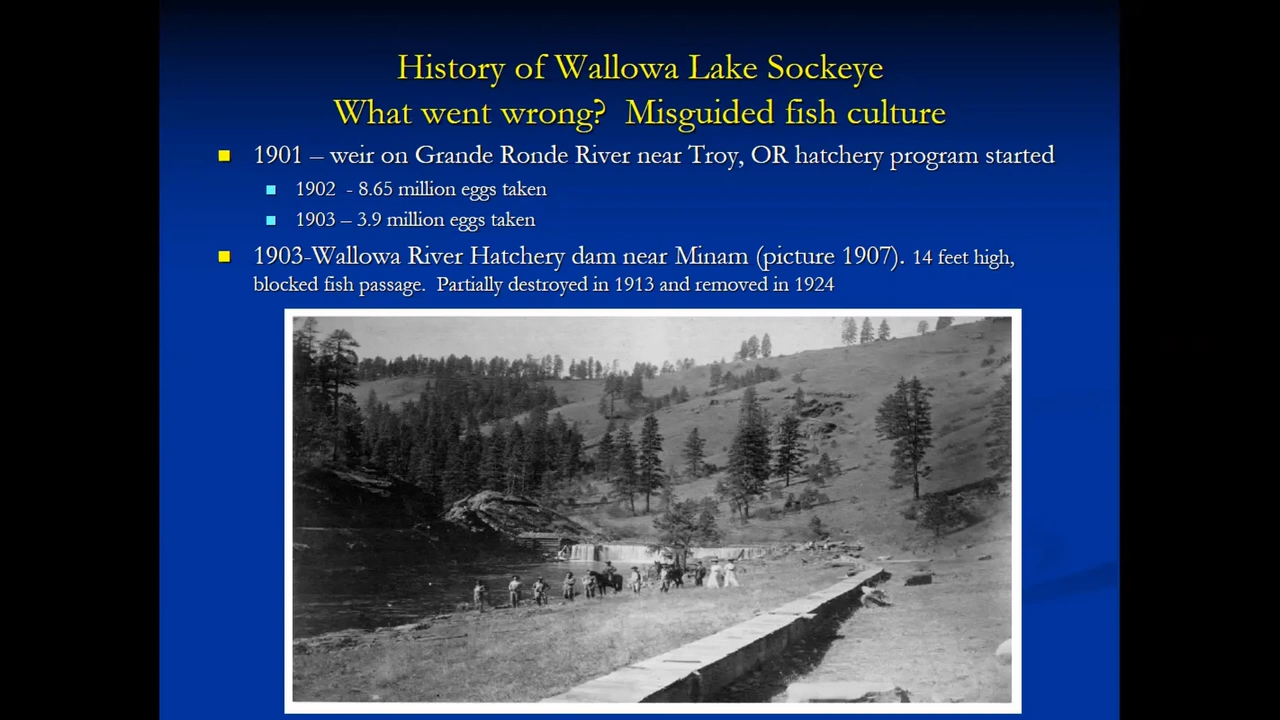 History of Wallowa Lake Sockeye
What went wrong?  Misguided fish culture
1901 – weir on Grande Ronde River near Troy, OR hatchery program started
1902  - 8.65 million eggs taken
1903 – 3.9 million eggs taken
1903-Wallowa River Hatchery dam near Minam (picture 1907). 14 feet high,
blocked fish passage.  Partially destroyed in 1913 and removed in 1924